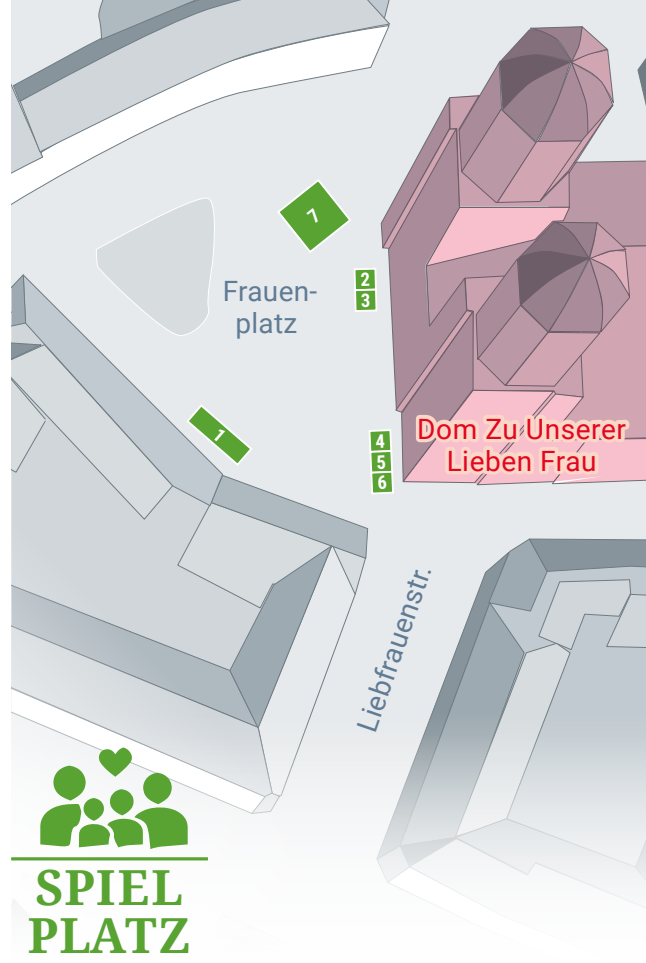 7
2
3
Frauen-
platz
1
4
5
6
Dom Zu Unserer
Lieben Frau
Liebfrauenstr.
SPIEL
PLATZ